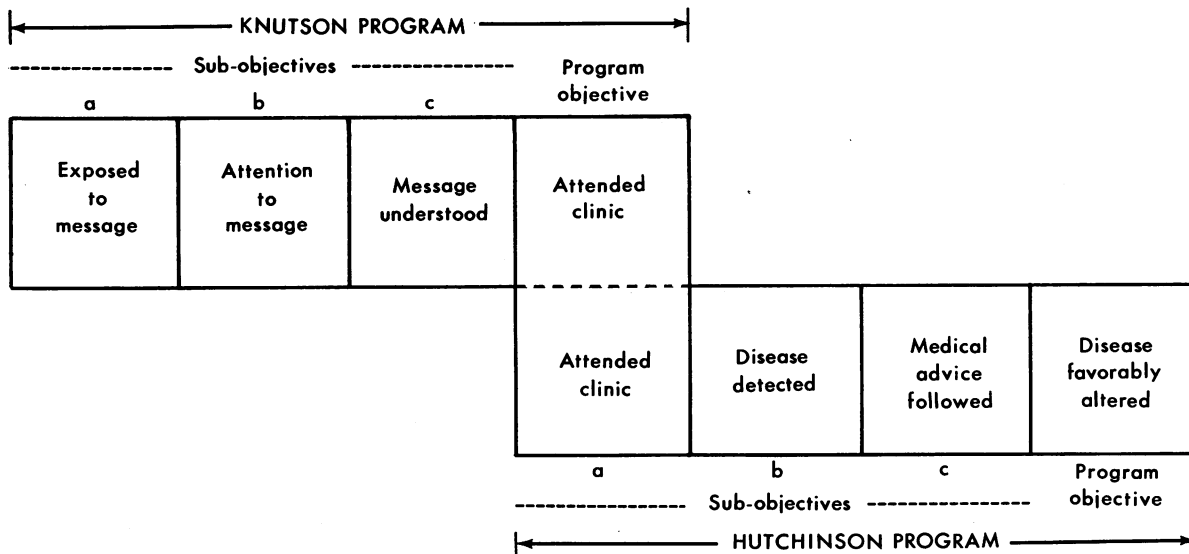 KNUTSON PROGRAM
Sub-objectives
Program
objective
a
b
c
Exposed
to
message
Attention
to
message
Message
understood
Attended
clinic
Attended
clinic
Disease
detected
Medical
advice
followed
Disease
favorably
altered
a
b
c
Program
objective
Sub-objectives
HUTCHINSON PROGRAM